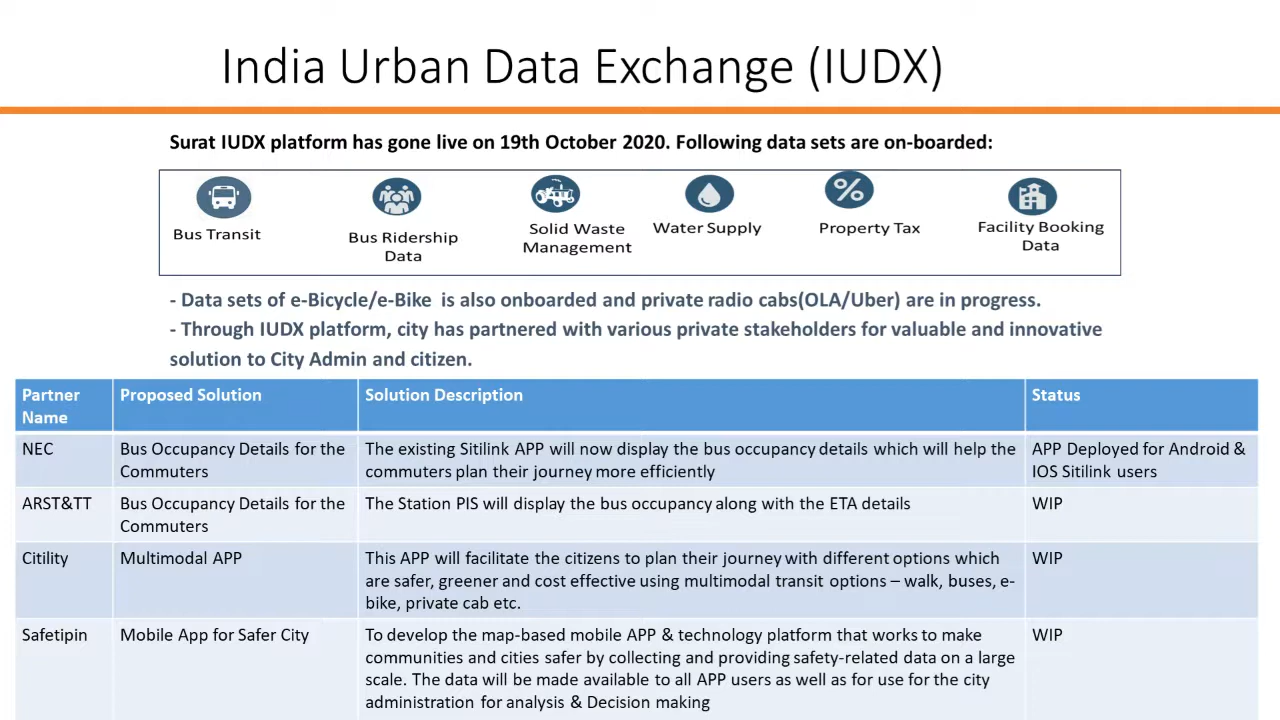 India Urban Data Exchange (IUDX)
Surat IUDX platform has gone live on 19th October 2020. Following data sets are on-boarded:
Bus Transit
Bus Ridership
Data
Solid Waste
Management
Water Supply
Property Tax
Facility Booking
Data
- Data sets of e-Bicycle/e-Bike is also onboarded and private radio cabs(OLA/Uber) are in progress.
- Through IUDX platform, city has partnered with various private stakeholders for valuable and innovative
solution to City Admin and citizen.
Partner
Name
Proposed Solution
Solution Description
Status
NEC
Bus Occupancy Details for the
Commuters
The existing Sitilink APP will now display the bus occupancy details which will help the
commuters plan their journey more efficiently
APP Deployed for Android &
IOS Sitilink users
ARST&TT
Bus Occupancy Details for the
Commuters
The Station PIS will display the bus occupancy along with the ETA details
WIP
Citility
Multimodal APP
This APP will facilitate the citizens to plan their journey with different options which
are safer, greener and cost effective using multimodal transit options – walk, buses, e-
bike, private cab etc.
WIP
Safetipin
Mobile App for Safer City
To develop the map-based mobile APP & technology platform that works to make
communities and cities safer by collecting and providing safety-related data on a large
scale. The data will be made available to all APP users as well as for use for the city
administration for analysis & Decision making
WIP